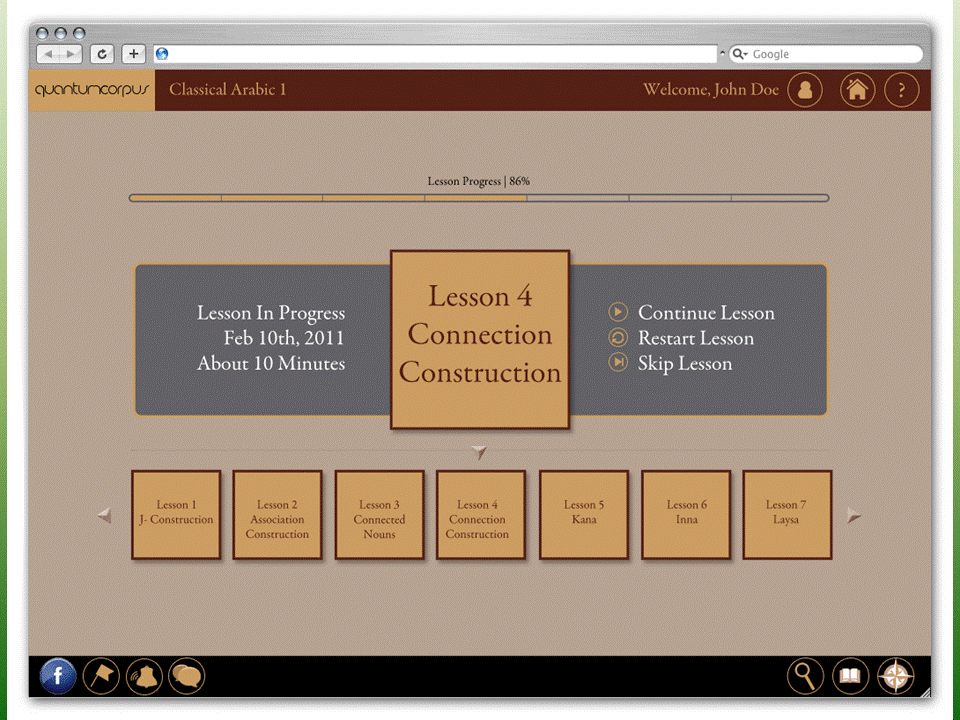 Google
quantumcorpus
Classical Arabic 1
Welcome, John Doe
?
Lesson Progress | 86%
Lesson In Progress
Feb 10th, 2011
About 10 Minutes
Lesson 4
Connection
Construction
Continue Lesson
Restart Lesson
Skip Lesson
Lesson 1
J- Construction
Lesson 2
Association
Construction
Lesson 3
Connected
Nouns
Lesson 4
Connection
Construction
Lesson 5
Kana
Lesson 6
Inna
Lesson 7
Laysa
f